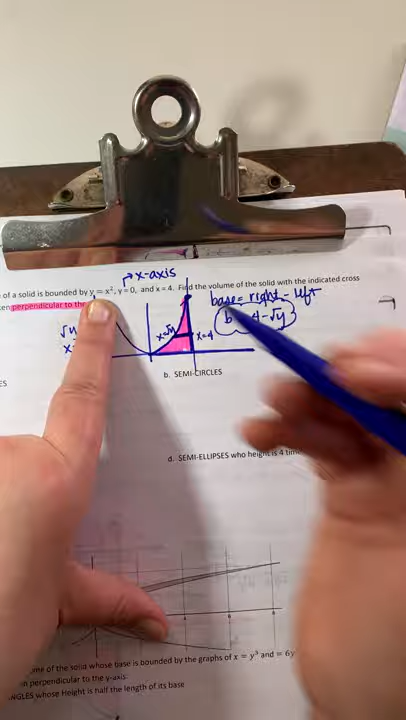 → x-axis
of a solid is bounded by y = x², y = 0, and x = 4. Find the volume of the solid with the indicated cross
perpendicular to the
base = right - left
b 4-√y
√y
x=√y
x=4
b. SEMI-CIRCLES
d. SEMI-ELLIPSES who height is 4
of the solid whose base is bounded by the graphs of x = y³ and = 6y
perpendicular to the y-axis.
whose Height is half the length of its base